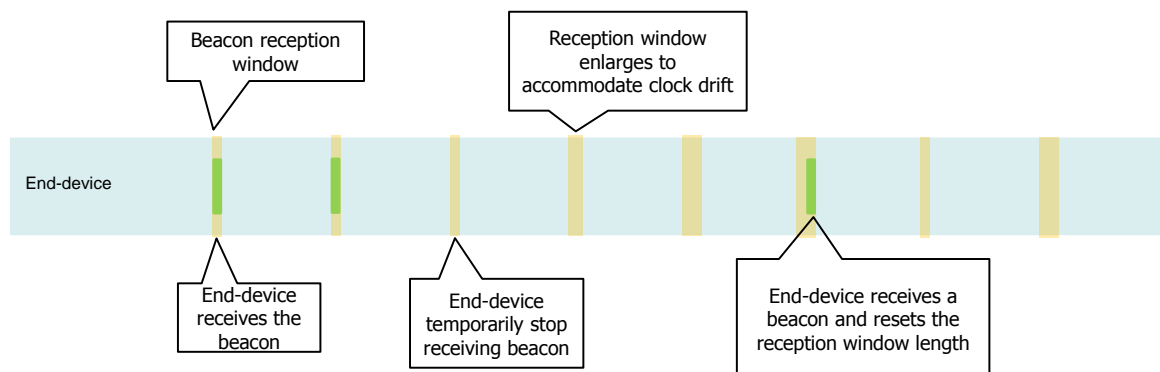 Beacon reception
window
Reception window
enlarges to
accommodate clock drift
End-device
End-device
receives the
beacon
End-device
temporarily stop
receiving beacon
End-device receives a
beacon and resets the
reception window length